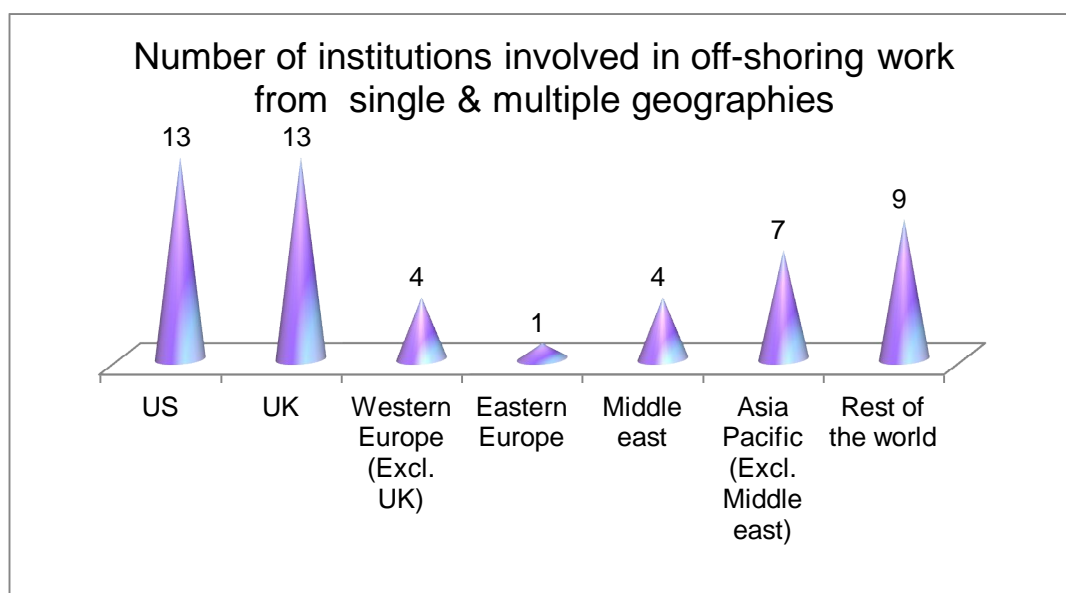 Number of institutions involved in off-shoring work
from single & multiple geographies
13
13
4
1
4
7
9
US
UK
Western
Europe
(Excl.
UK)
Eastern
Europe
Middle
east
Asia
Pacific
(Excl.
Middle
east)
Rest of
the world